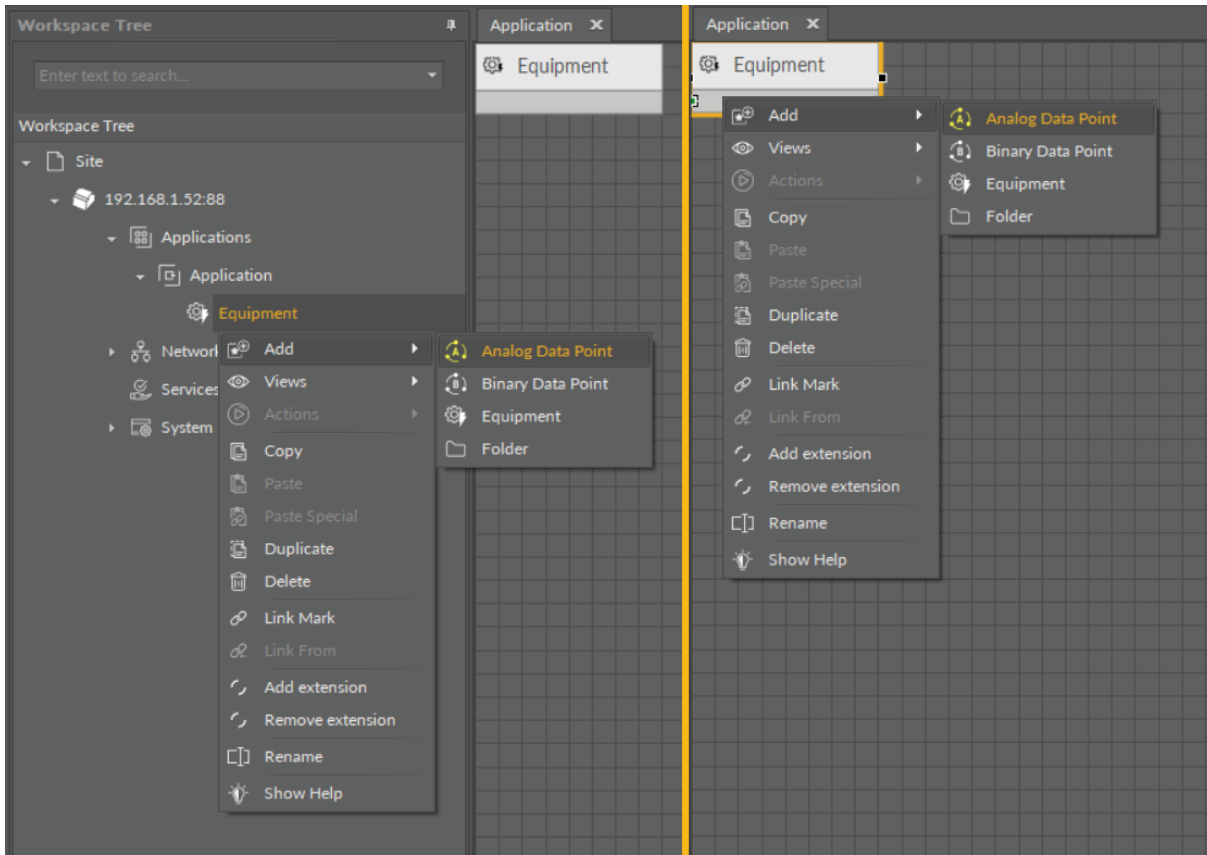 Workspace Tree
Enter text to search...
Workspace Tree
Site
192.168.1.52:88
Applications
Application
Equipment
Network
Services
System
Add
Views
Actions
Copy
Paste
Paste Special
Duplicate
Delete
Link Mark
Link From
Add extension
Remove extension
Rename
Show Help
Analog Data Point
Binary Data Point
Equipment
Folder
Application
Equipment
Application
Equipment
Add
Views
Actions
Copy
Paste
Paste Special
Duplicate
Delete
Link Mark
Link From
Add extension
Remove extension
Rename
Show Help
Analog Data Point
Binary Data Point
Equipment
Folder